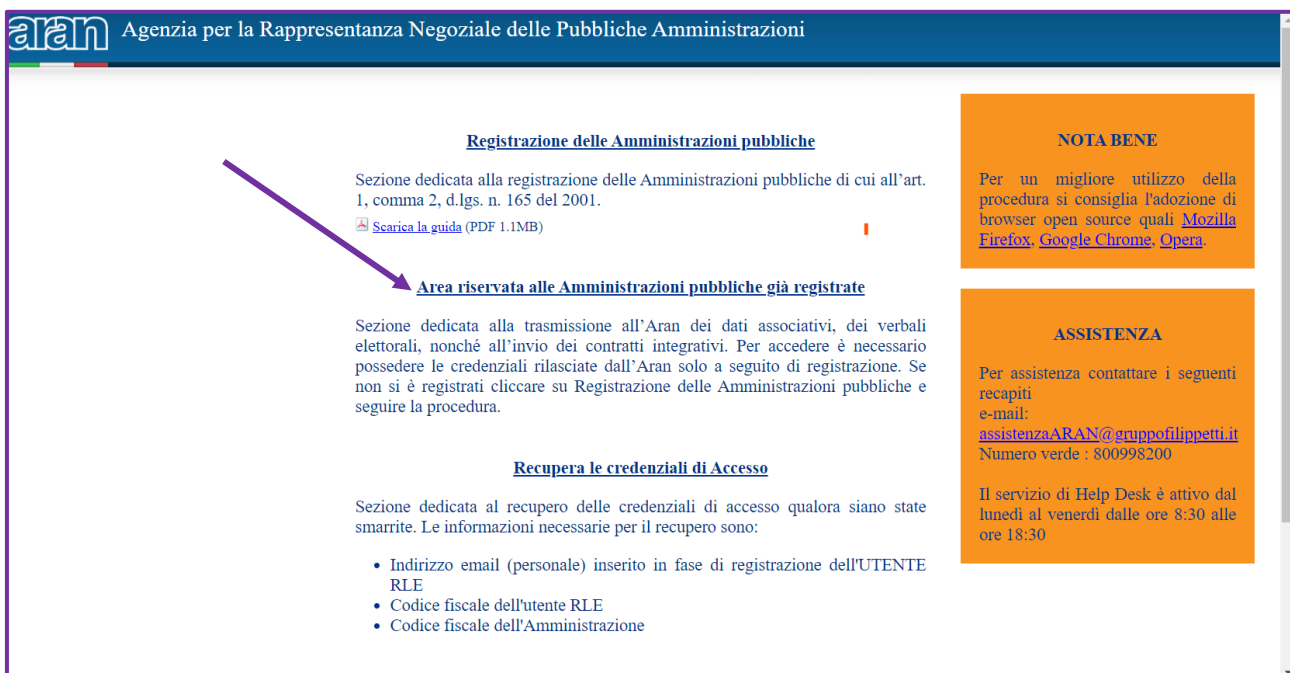 aran Agenzia per la Rappresentanza Negoziale delle Pubbliche Amministrazioni
Registrazione delle Amministrazioni pubbliche
Sezione dedicata alla registrazione delle Amministrazioni pubbliche di cui all'art.
1, comma 2, d.lgs. n. 165 del 2001.
Scarica la guida (PDF 1.1MB)
Area riservata alle Amministrazioni pubbliche già registrate
Sezione dedicata alla trasmissione all'Aran dei dati associativi, dei verbali
elettorali, nonché all'invio dei contratti integrativi. Per accedere è necessario
possedere le credenziali rilasciate dall'Aran solo a seguito di registrazione. Se
non si è registrati cliccare su Registrazione delle Amministrazioni pubbliche e
seguire la procedura.
Recupera le credenziali di Accesso
Sezione dedicata al recupero delle credenziali di accesso qualora siano state
smarrite. Le informazioni necessarie per il recupero sono:
• Indirizzo email (personale) inserito in fase di registrazione dell'UTENTE
RLE
• Codice fiscale dell'utente RLE
• Codice fiscale dell'Amministrazione
NOTA BENE
Per un migliore utilizzo della
procedura si consiglia l'adozione di
browser open source quali Mozilla
Firefox, Google Chrome, Opera.
ASSISTENZA
Per assistenza contattare i seguenti
recapiti
e-mail:
assistenzaARAN@gruppofilippetti.it
Numero verde : 800998200
Il servizio di Help Desk è attivo dal
lunedì al venerdì dalle ore 8:30 alle
ore 18:30